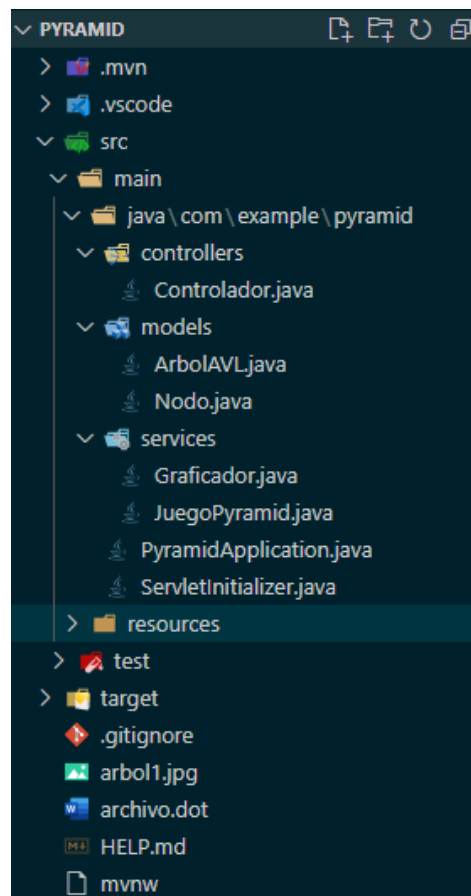 PYRAMID
.mvn
.vscode
src
main
java\com\example\pyramid
controllers
Controlador.java
models
ArbolAVL.java
Nodo.java
services
Graficador.java
JuegoPyramid.java
PyramidApplication.java
ServletInitializer.java
resources
test
target
.gitignore
arbol1.jpg
archivo.dot
HELP.md
mvnw